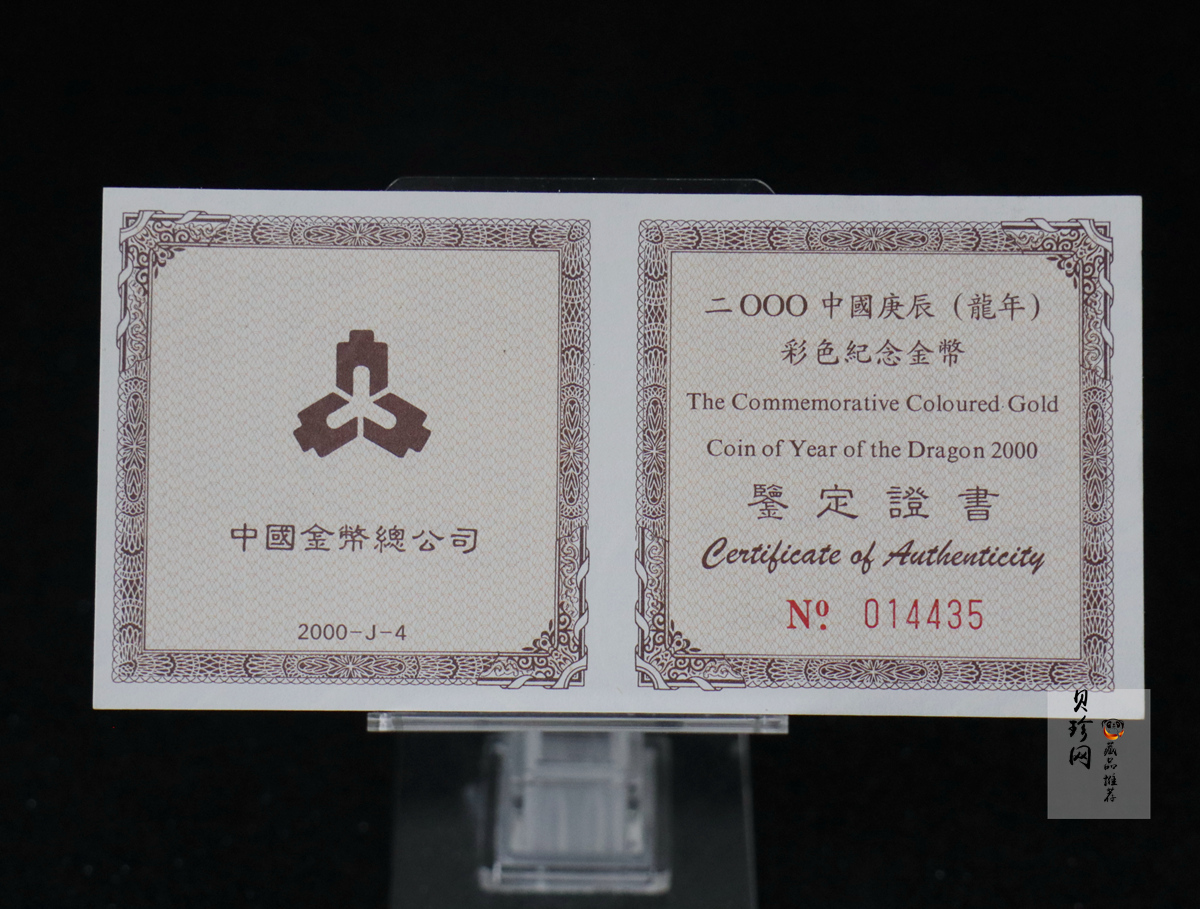 中國金幣總公司
2000-J-4
二OOO中國庚辰（龍年）
彩色紀念金幣
The Commemorative Coloured Gold
Coin of Year of the Dragon 2000
鑒定證書
Certificate of Authenticity
Nº 014435
贝珍网
藏品推荐